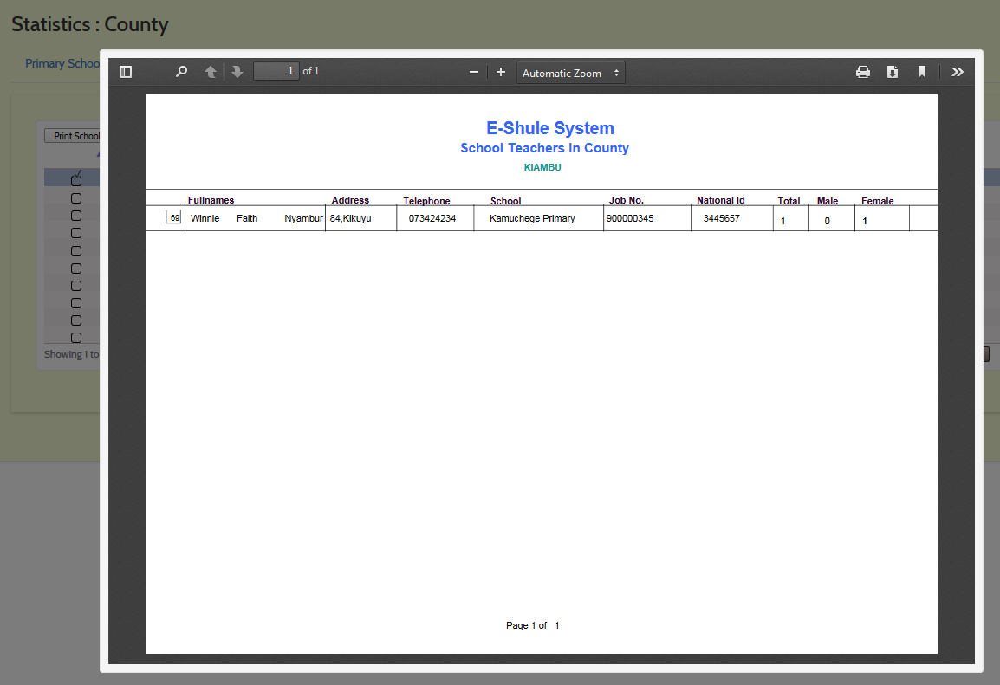 Statistics : County
Primary Schoo
1 of 1
Automatic Zoom
Print School
E-Shule System
School Teachers in County
KIAMBU
Fullnames Address Telephone School Job No. National Id Total Male Female
69 Winnie Faith Nyambur 84,Kikuyu 073424234 Kamuchege Primary 900000345 3445657 1 0 1
Showing 1 to
Page 1 of 1